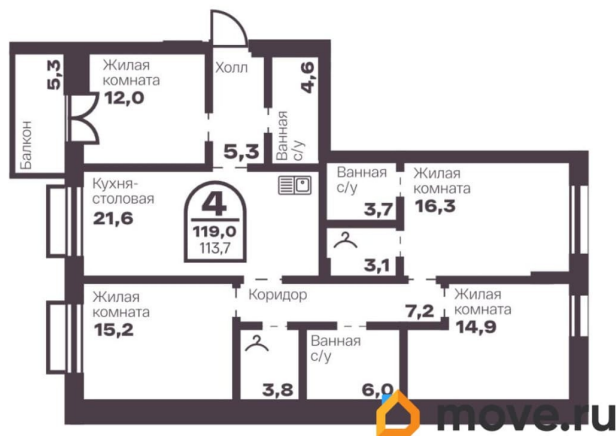 Балкон
5,3
Жилая
комната
12,0
Холл
5,3
Ванная
с/у
4,6
Кухня-
столовая
21,6
4
119,0
113,7
Ванная
с/у
3,7
Жилая
комната
16,3
3,1
Жилая
комната
15,2
Коридор
7,2
Жилая
комната
14,9
3,8
Ванная
с/у
6,0
move.ru